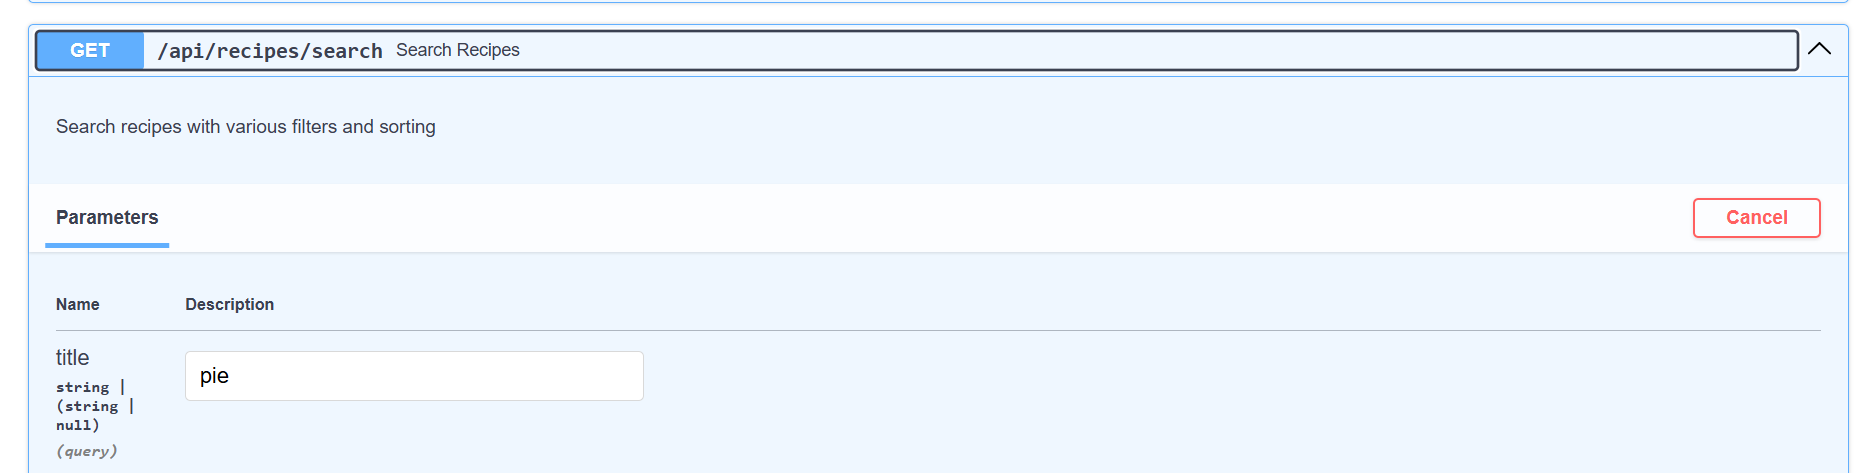 GET /api/recipes/search Search Recipes
Search recipes with various filters and sorting
Parameters
Cancel
Name Description
title
pie
string |
(string |
null)
(query)